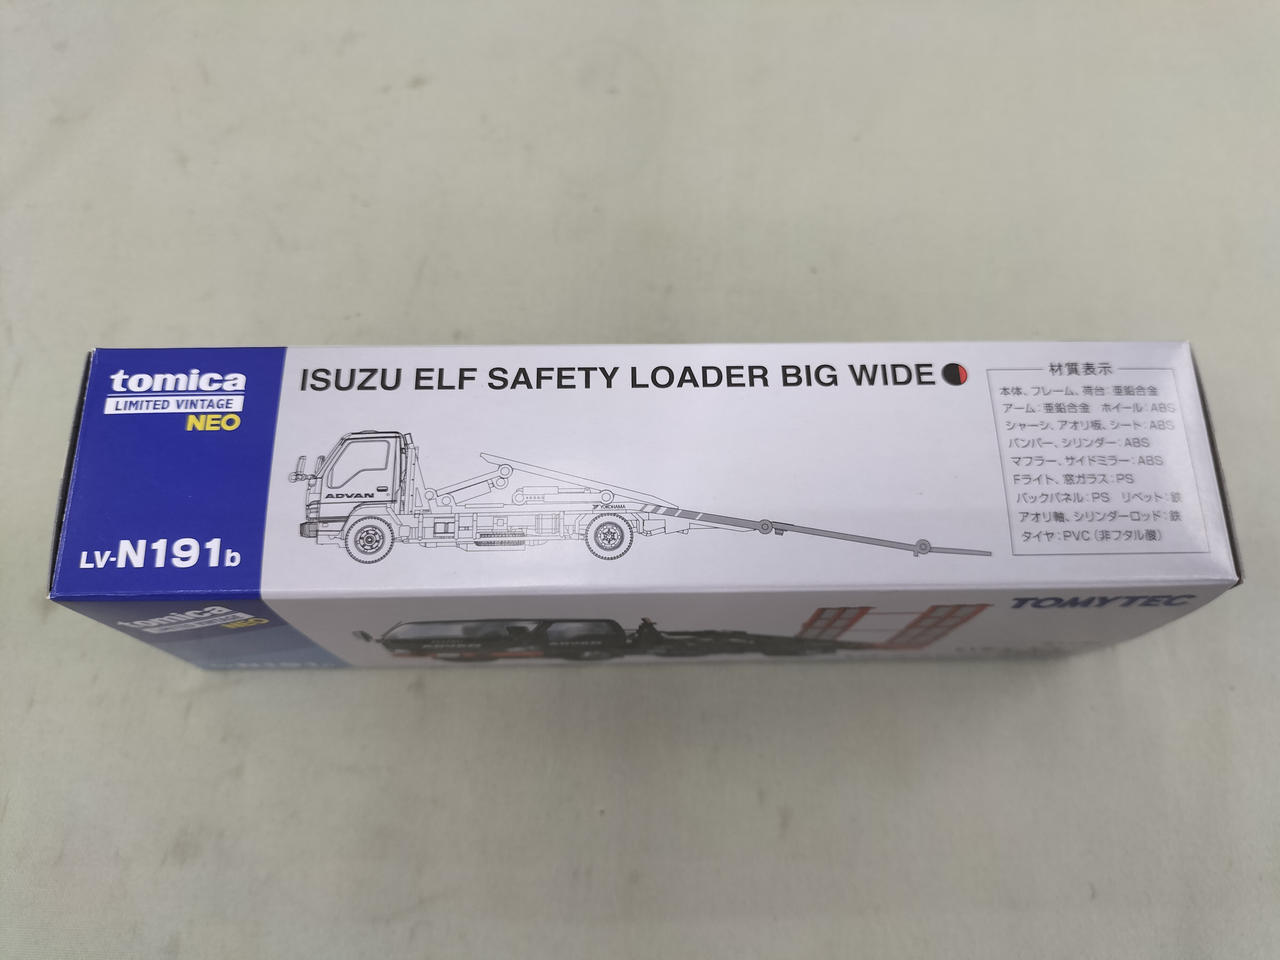 tomica
LIMITED VINTAGE
NEO
LV-N191b
ISUZU ELF SAFETY LOADER BIG WIDE
ADVAN
YOKOHAMA
材質表示
本体、フレーム、荷台：亜鉛合金
アーム：亜鉛合金 ホイール：ABS
シャーシ、アオリ板、シート：ABS
バンパー、シリンダー：ABS
マフラー、サイドミラー：ABS
Fライト、窓ガラス：PS
バックパネル：PS リベット：鉄
アオリ軸、シリンダーロッド：鉄
タイヤ：PVC（非フタル酸）
tomica
NEO
N191
ADVAN
ADVAN
TOMYTEC